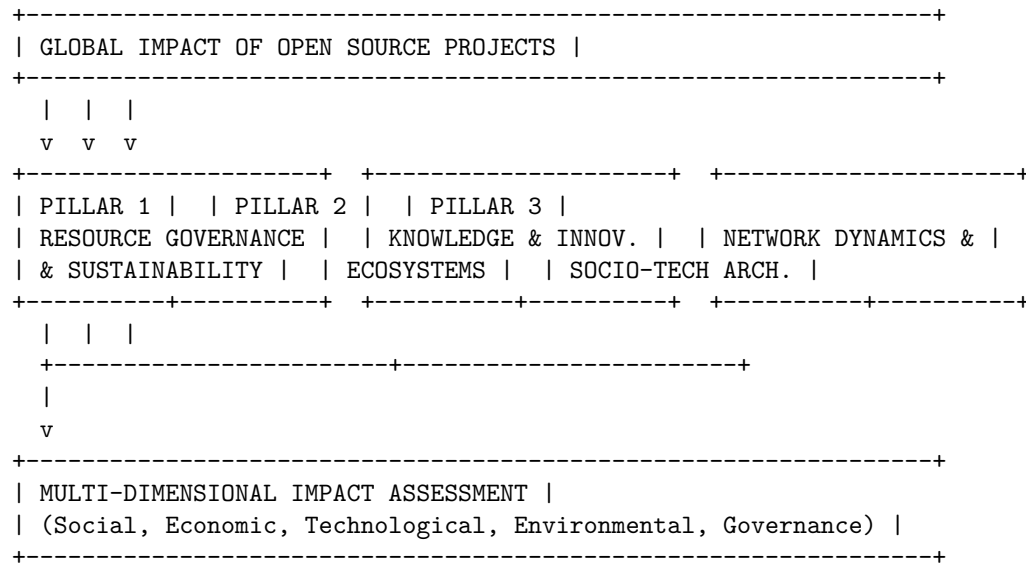 +-----------------------------------------------------------------+
| GLOBAL IMPACT OF OPEN SOURCE PROJECTS |
+-----------------------------------------------------------------+
| | |
v v v
+---------------------+ +---------------------+ +---------------------+
| PILLAR 1 | | PILLAR 2 | | PILLAR 3 |
| RESOURCE GOVERNANCE | | KNOWLEDGE & INNOV. | | NETWORK DYNAMICS & |
| & SUSTAINABILITY | | ECOSYSTEMS | | SOCIO-TECH ARCH. |
+----------+----------+ +----------+----------+ +----------+----------+
| | |
+------------------------+------------------------+
|
v
+-----------------------------------------------------------------+
| MULTI-DIMENSIONAL IMPACT ASSESSMENT |
| (Social, Economic, Technological, Environmental, Governance) |
+-----------------------------------------------------------------+